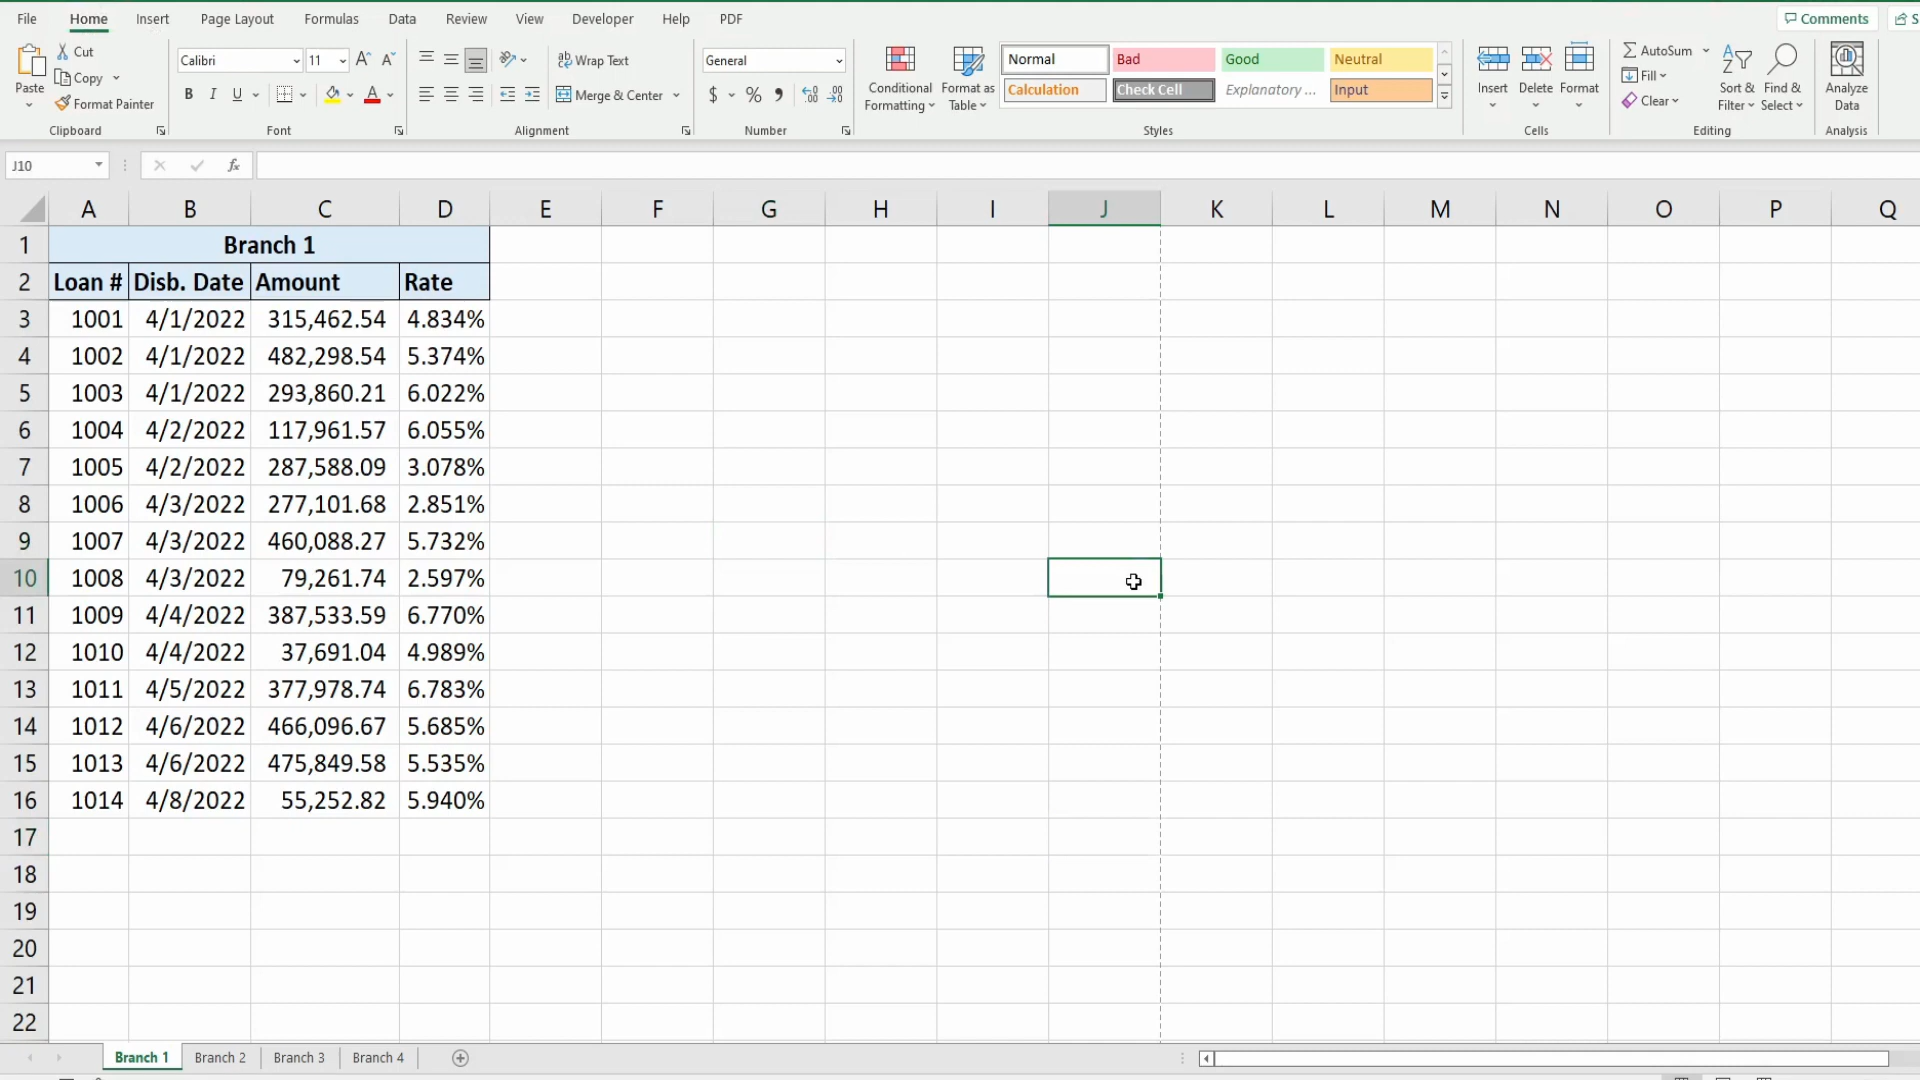 File Home Insert Page Layout Formulas Data Review View Developer Help PDF Comments S
Paste Cut Copy Format Painter Clipboard
Calibri 11 B I U Font
Wrap Text Merge & Center Alignment
General $ % Number
Conditional Formatting Format as Table
Normal Bad Good Neutral
Calculation Check Cell Explanatory ... Input
Styles
Insert Delete Format Cells
AutoSum Fill Clear Sort & Filter Find & Select Editing
Analyze Data Analysis
J10 fx
A B C D E F G H I J K L M N O P Q
1 Branch 1
2 Loan # Disb. Date Amount Rate
3 1001 4/1/2022 315,462.54 4.834%
4 1002 4/1/2022 482,298.54 5.374%
5 1003 4/1/2022 293,860.21 6.022%
6 1004 4/2/2022 117,961.57 6.055%
7 1005 4/2/2022 287,588.09 3.078%
8 1006 4/3/2022 277,101.68 2.851%
9 1007 4/3/2022 460,088.27 5.732%
10 1008 4/3/2022 79,261.74 2.597%
11 1009 4/4/2022 387,533.59 6.770%
12 1010 4/4/2022 37,691.04 4.989%
13 1011 4/5/2022 377,978.74 6.783%
14 1012 4/6/2022 466,096.67 5.685%
15 1013 4/6/2022 475,849.58 5.535%
16 1014 4/8/2022 55,252.82 5.940%
17
18
19
20
21
22
Branch 1 Branch 2 Branch 3 Branch 4